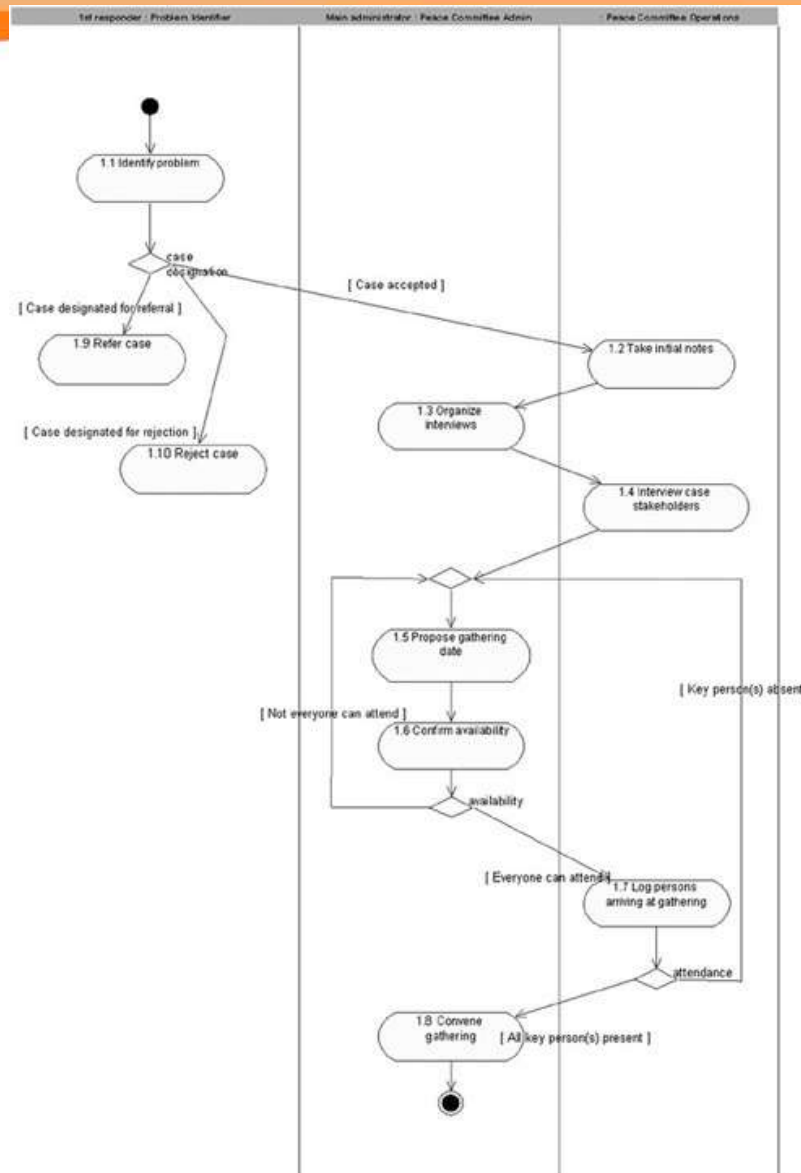 1st responder : Problem Identifier
Main administrator : Peace Committee Admin
: Peace Committee Operations
1.1 Identify problem
case
designation
[ Case accepted ]
[ Case designated for referral ]
1.9 Refer case
1.2 Take initial notes
1.3 Organize
interviews
[ Case designated for rejection ]
1.10 Reject case
1.4 Interview case
stakeholders
1.5 Propose gathering
date
[ Key person(s) absent
[ Not everyone can attend ]
1.6 Confirm availability
availability
[ Everyone can attend ]
1.7 Log persons
arriving at gathering
attendance
1.8 Convene
gathering
[ All key person(s) present ]